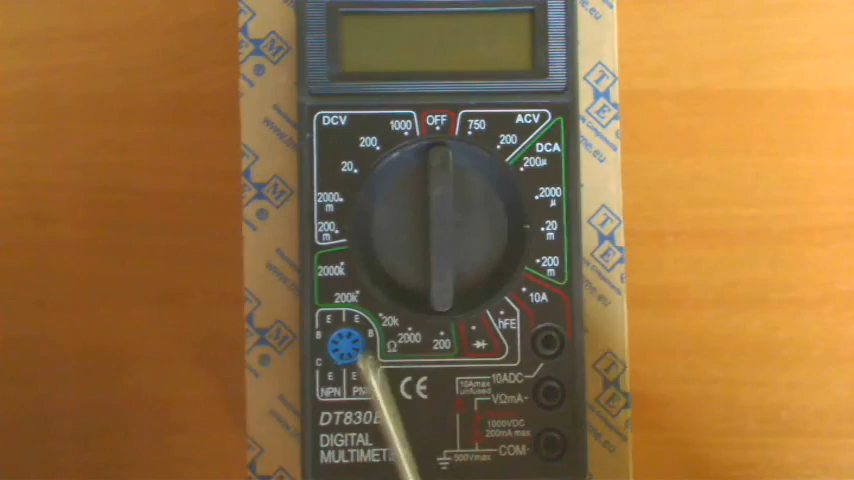 DCV
1000
OFF
750
ACV
200
200
DCA
200µ
20
2000
m
2000
µ
200
m
20
m
2000k
200
m
200k
10A
20k
hFE
Ω
2000
200
E
E
B
B
C
E
E
NPN
10Amax
unfused
10ADC
VΩmA
1000VDC
200mA max
500Vmax
COM
CE
DT830
DIGITAL
MULTIMETE
T
E
M